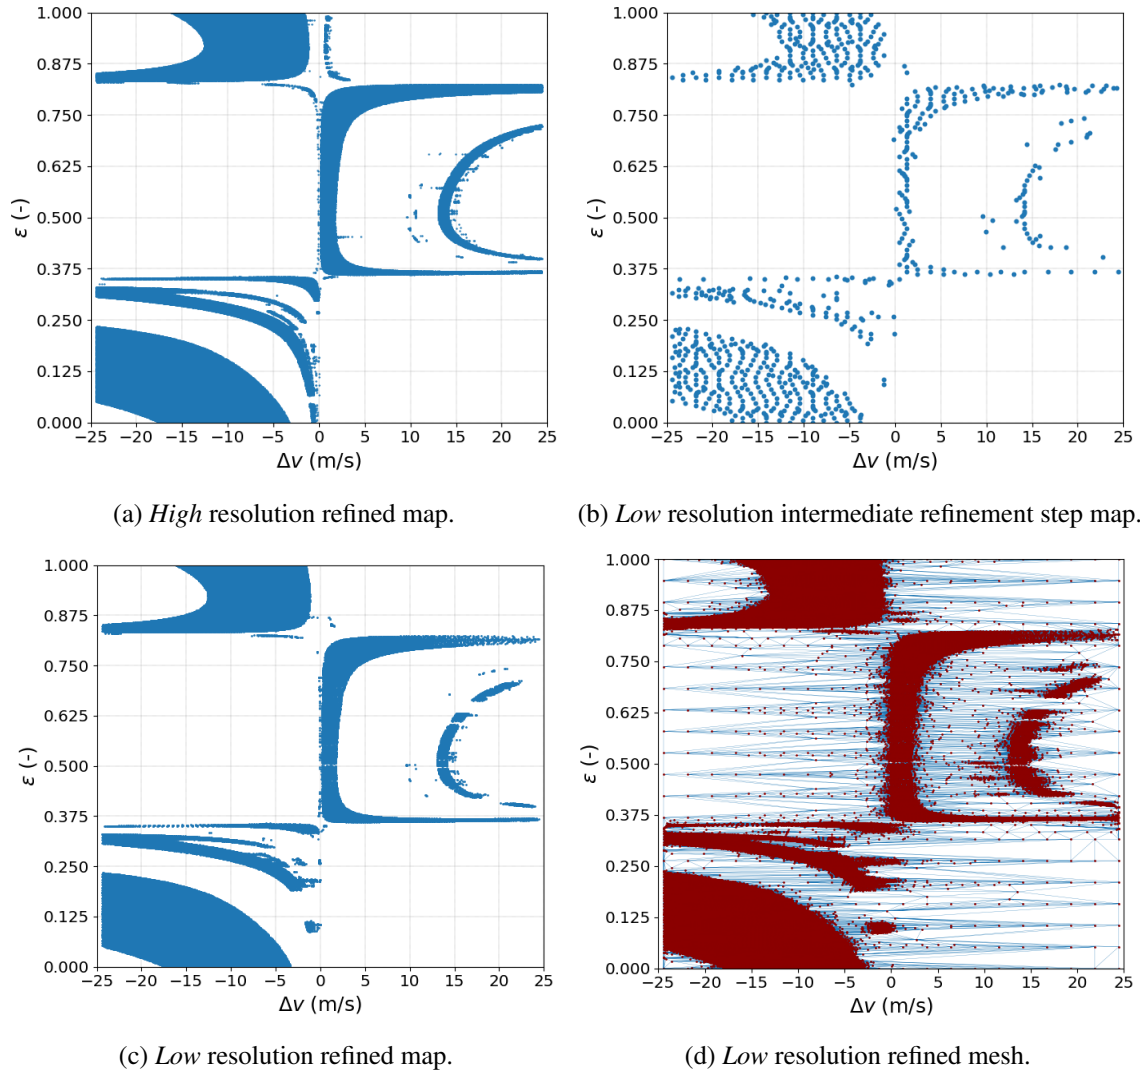 1.000
0.875
0.750
0.625
0.500
0.375
0.250
0.125
0.000
ε (-)
−25 −20 −15 −10 −5 0 5 10 15 20 25
Δv (m/s)
(a) High resolution refined map.
1.000
0.875
0.750
0.625
0.500
0.375
0.250
0.125
0.000
ε (-)
−25 −20 −15 −10 −5 0 5 10 15 20 25
Δv (m/s)
(b) Low resolution intermediate refinement step map.
1.000
0.875
0.750
0.625
0.500
0.375
0.250
0.125
0.000
ε (-)
−25 −20 −15 −10 −5 0 5 10 15 20 25
Δv (m/s)
(c) Low resolution refined map.
1.000
0.875
0.750
0.625
0.500
0.375
0.250
0.125
0.000
ε (-)
−25 −20 −15 −10 −5 0 5 10 15 20 25
Δv (m/s)
(d) Low resolution refined mesh.